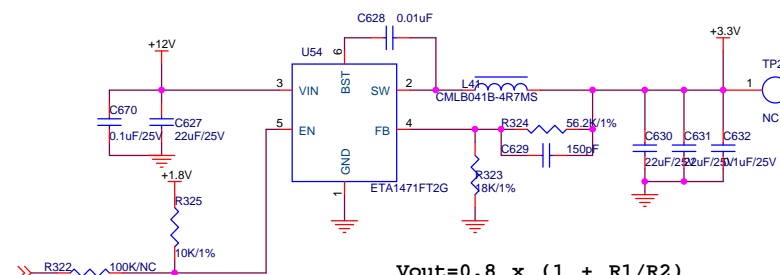 C628 0.01uF
+12V
+3.3V
U54
6
TP2
3 VIN
BST
SW 2
L41
CMLB041B-4R7MS
1
C670
0.1uF/25V
C627
22uF/25V
5 EN
FB 4
R324 56.2K/1%
NC
C629 150pF
C630
22uF/25V
C631
22uF/25V
C632
0.1uF/25V
GND
1
ETA1471FT2G
R323
18K/1%
+1.8V
R325
10K/1%
R322 100K/NC
Vout=0.8 x (1 + R1/R2)